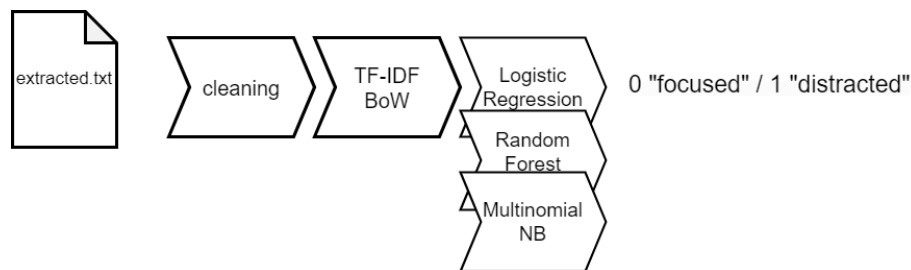 extracted.txt
cleaning
TF-IDF
BoW
Logistic
Regression
Random
Forest
Multinomial
NB
0 "focused" / 1 "distracted"